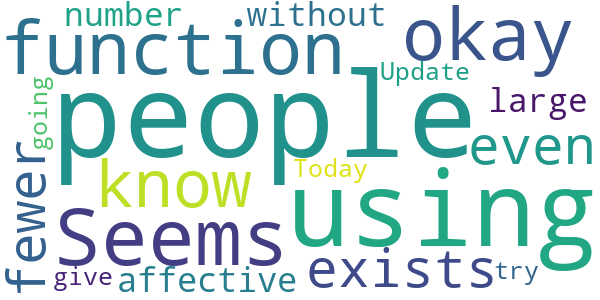 number without
function okay
Update
people
going
large
even
know
Today
using
fewer
Seems
exists
give affective try